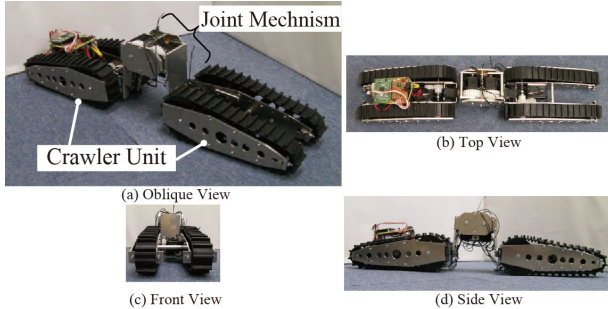 Joint Mechnism
Crawler Unit
(a) Oblique View
(b) Top View
(c) Front View
(d) Side View